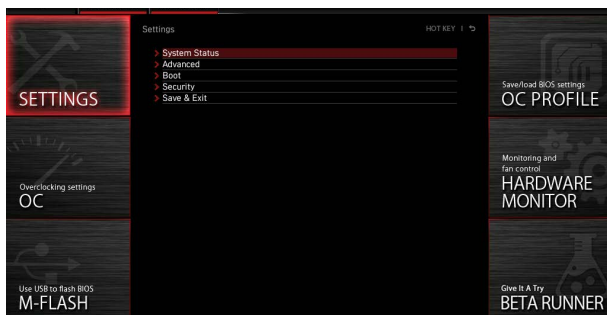 SETTINGS
Overclocking settings
OC
Use USB to flash BIOS
M-FLASH
Settings
HOT KEY |
System Status
Advanced
Boot
Security
Save & Exit
Save/load BIOS settings
OC PROFILE
Monitoring and
fan control
HARDWARE
MONITOR
Give It A Try
BETA RUNNER